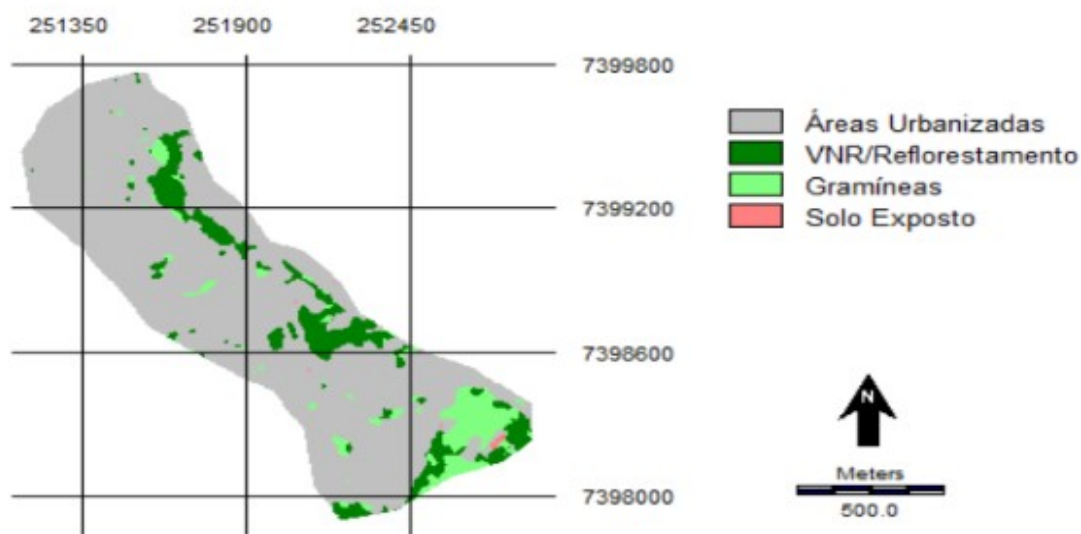 251350 251900 252450
7399800
Áreas Urbanizadas
VNR/Reflorestamento
Gramíneas
7399200
Solo Exposto
7398600
N
Meters
7398000
500.0